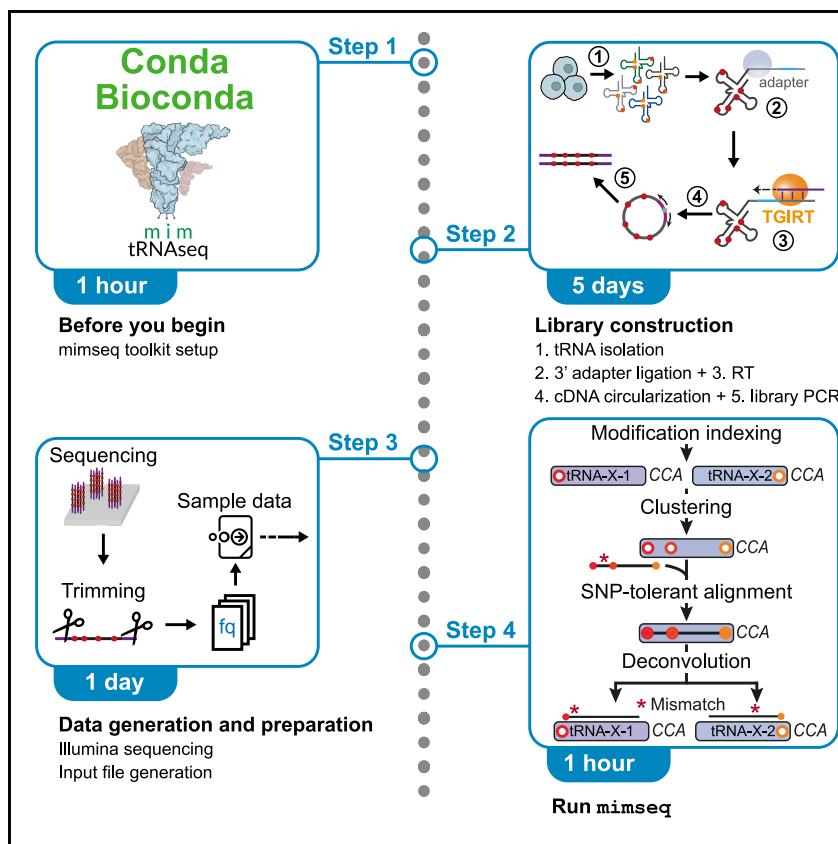 Step 1
Conda
Bioconda
m i m
tRNAseq
1 hour
Before you begin
mimseq toolkit setup
Step 2
1
adapter
2
TGIRT
3
4
5
5 days
Library construction
1. tRNA isolation
2. 3' adapter ligation + 3. RT
4. cDNA circularization + 5. library PCR
Step 3
Sequencing
Sample data
Trimming
fq
1 day
Data generation and preparation
Illumina sequencing
Input file generation
Step 4
Modification indexing
tRNA-X-1 CCA tRNA-X-2 CCA
Clustering
CCA
*
SNP-tolerant alignment
CCA
Deconvolution
* * Mismatch *
tRNA-X-1 CCA tRNA-X-2 CCA
1 hour
Run mimseq